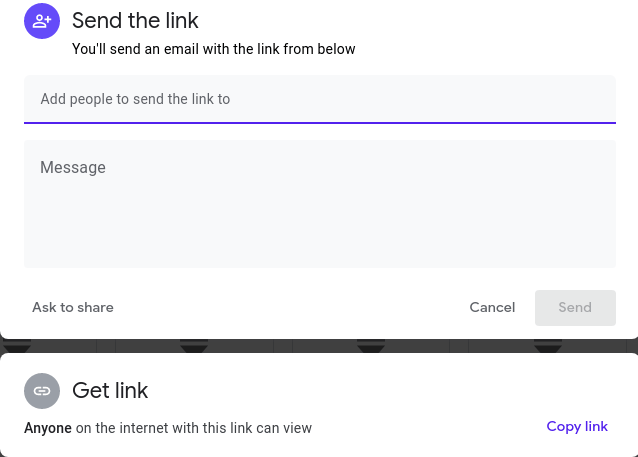 Send the link
You'll send an email with the link from below
Add people to send the link to
Message
Ask to share
Cancel
Send
Get link
Anyone on the internet with this link can view
Copy link